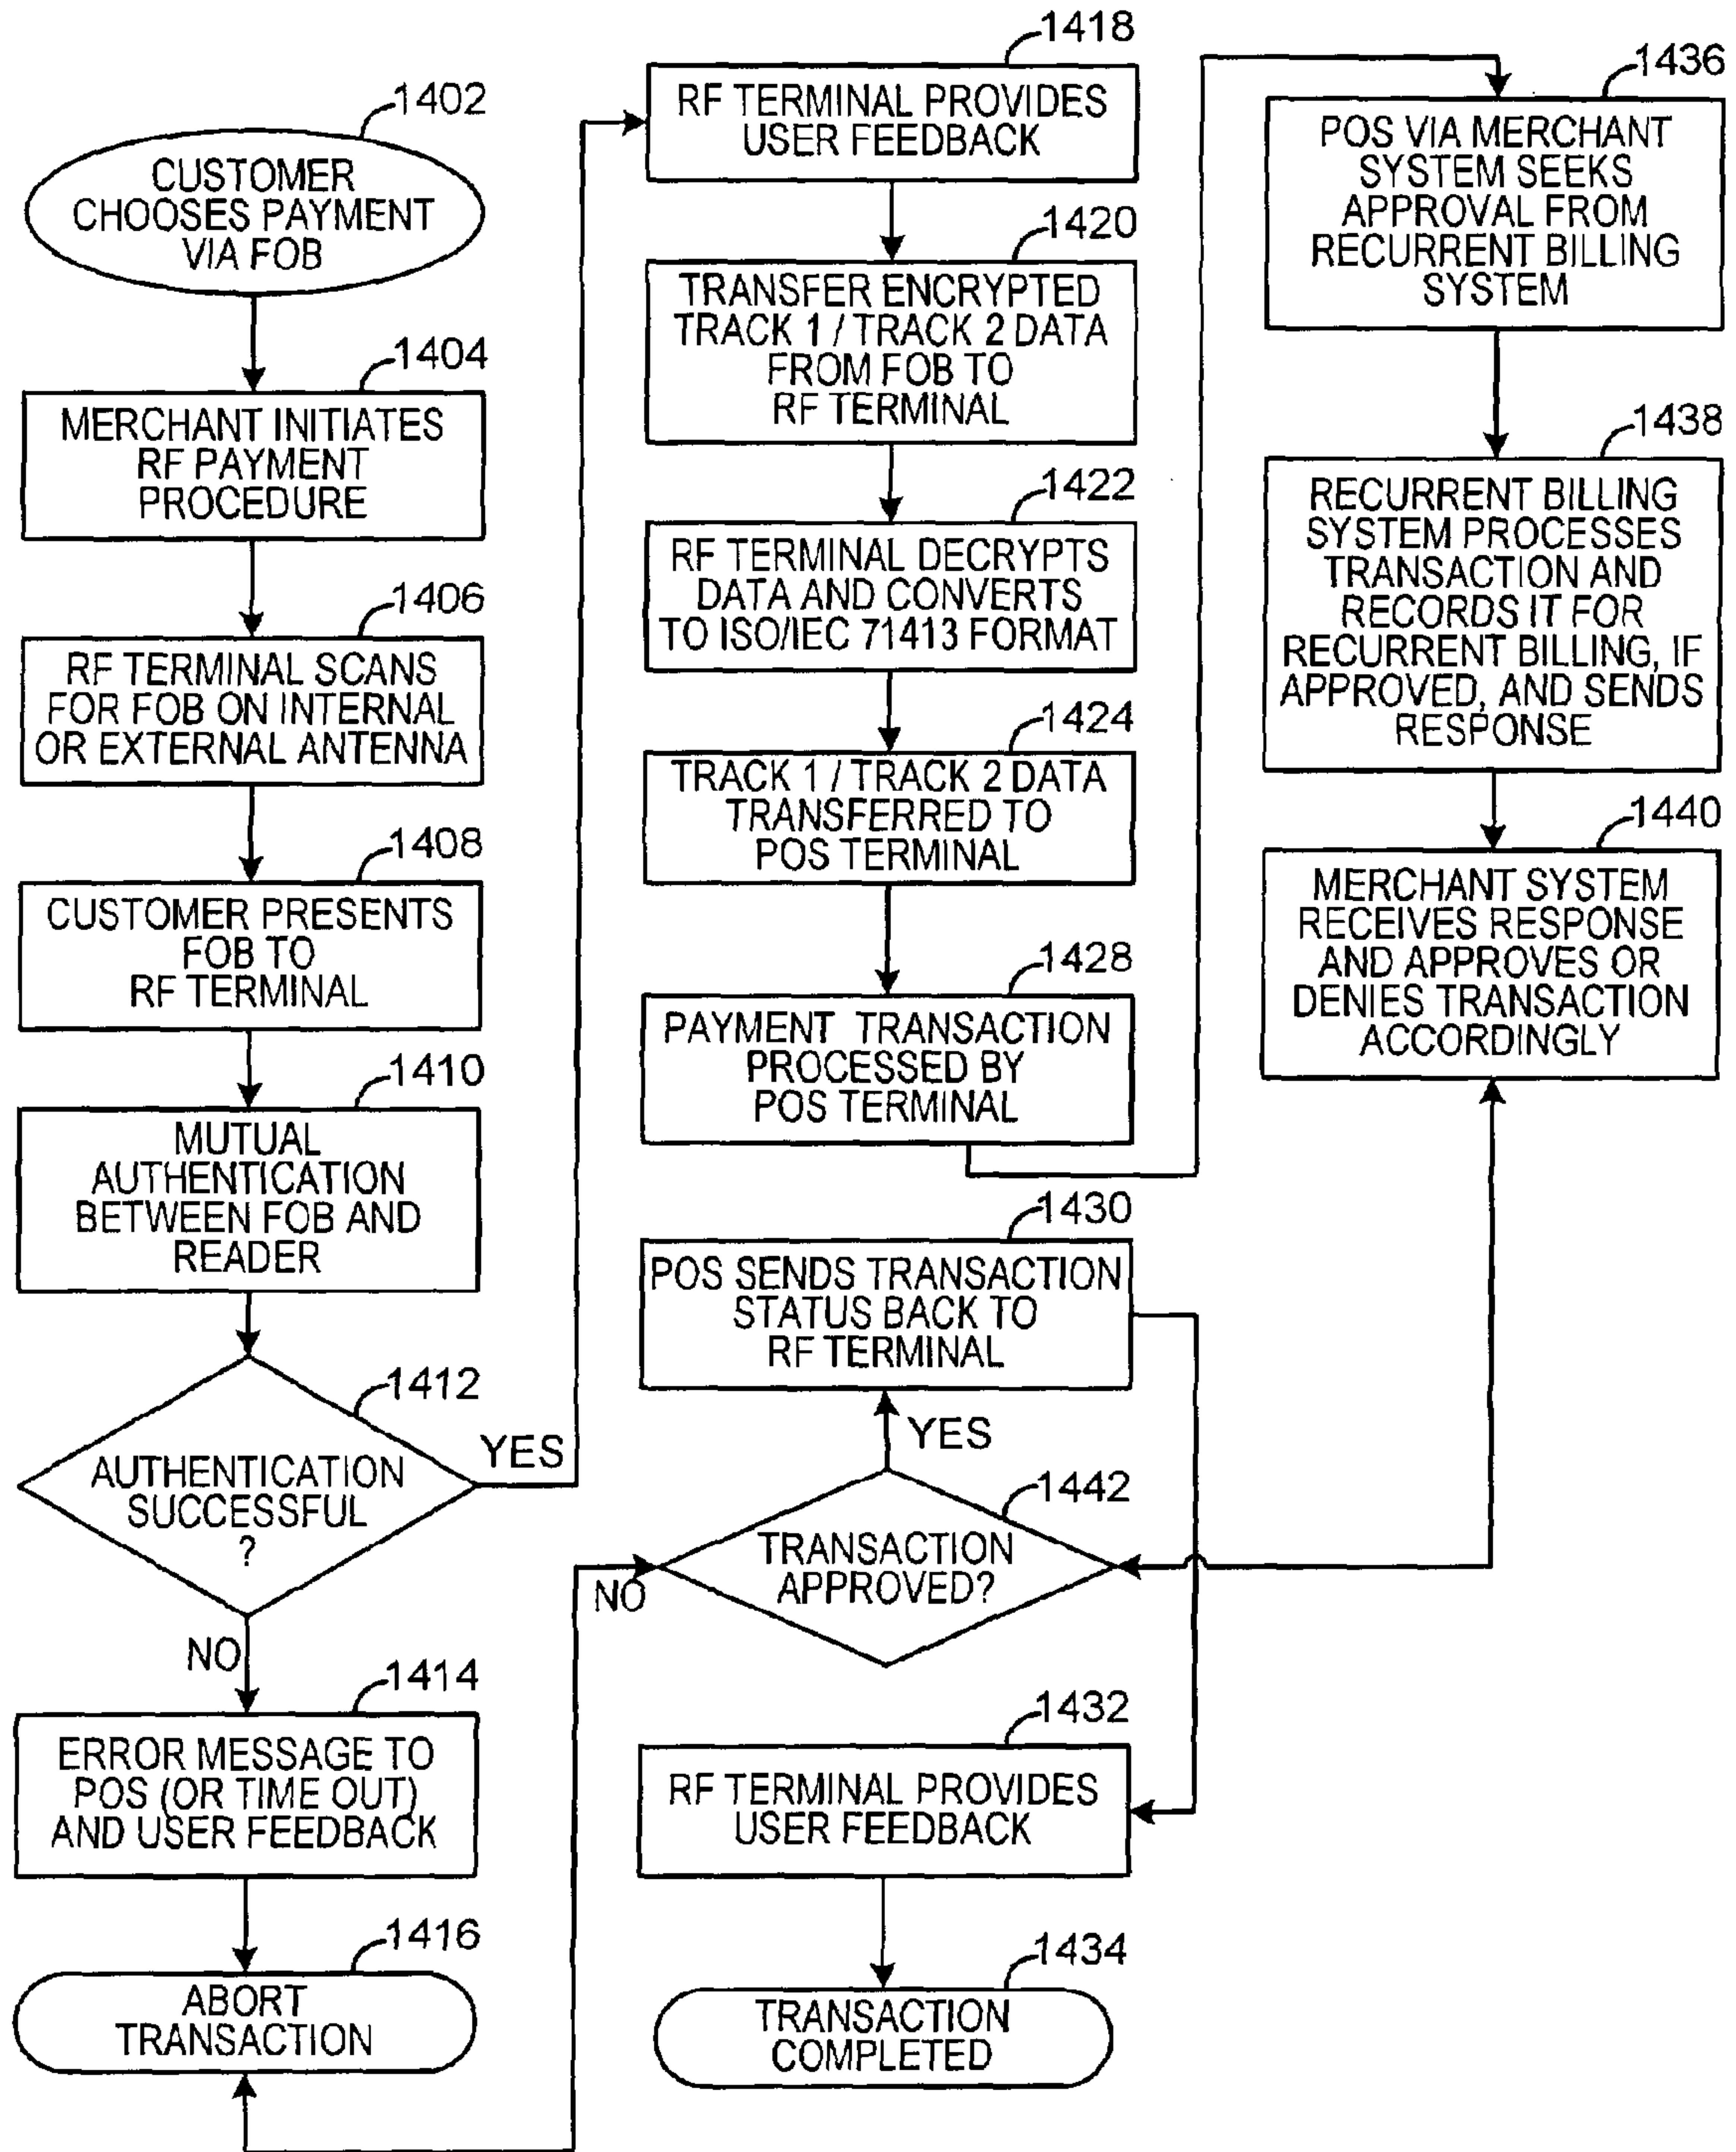 1402
CUSTOMER
CHOOSES PAYMENT
VIA FOB
1404
MERCHANT INITIATES
RF PAYMENT
PROCEDURE
1406
RF TERMINAL SCANS
FOR FOB ON INTERNAL
OR EXTERNAL ANTENNA
1408
CUSTOMER PRESENTS
FOB TO
RF TERMINAL
1410
MUTUAL
AUTHENTICATION
BETWEEN FOB AND
READER
1412
AUTHENTICATION
SUCCESSFUL
?
YES
NO
1414
ERROR MESSAGE TO
POS (OR TIME OUT)
AND USER FEEDBACK
1416
ABORT
TRANSACTION
1418
RF TERMINAL PROVIDES
USER FEEDBACK
1420
TRANSFER ENCRYPTED
TRACK 1 / TRACK 2 DATA
FROM FOB TO
RF TERMINAL
1422
RF TERMINAL DECRYPTS
DATA AND CONVERTS
TO ISO/IEC 71413 FORMAT
1424
TRACK 1 / TRACK 2 DATA
TRANSFERRED TO
POS TERMINAL
1428
PAYMENT TRANSACTION
PROCESSED BY
POS TERMINAL
1430
POS SENDS TRANSACTION
STATUS BACK TO
RF TERMINAL
YES
1442
TRANSACTION
APPROVED?
NO
1432
RF TERMINAL PROVIDES
USER FEEDBACK
1434
TRANSACTION
COMPLETED
1436
POS VIA MERCHANT
SYSTEM SEEKS
APPROVAL FROM
RECURRENT BILLING
SYSTEM
1438
RECURRENT BILLING
SYSTEM PROCESSES
TRANSACTION AND
RECORDS IT FOR
RECURRENT BILLING, IF
APPROVED, AND SENDS
RESPONSE
1440
MERCHANT SYSTEM
RECEIVES RESPONSE
AND APPROVES OR
DENIES TRANSACTION
ACCORDINGLY